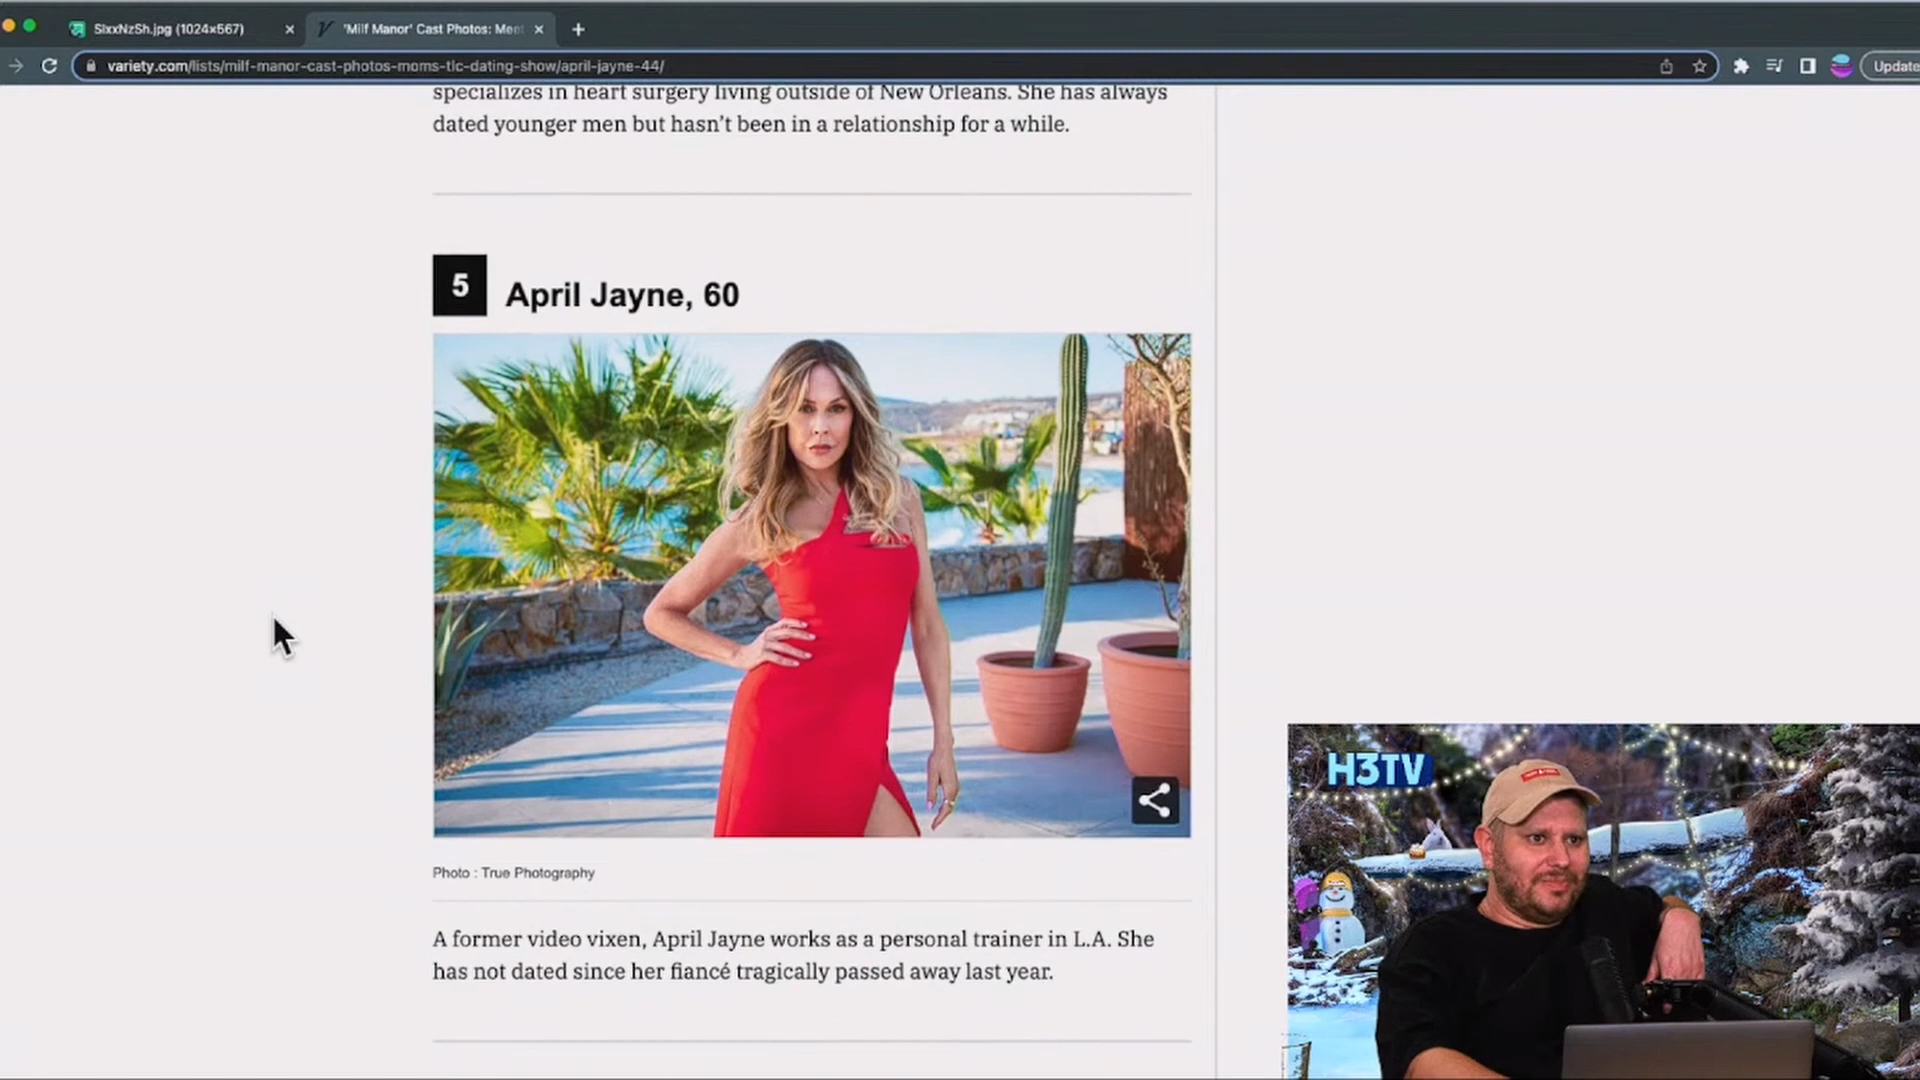 SlxxNzSh.jpg (1024×567)
'Milf Manor' Cast Photos: Meet
variety.com/lists/milf-manor-cast-photos-moms-tlc-dating-show/april-jayne-44/
Update
specializes in heart surgery living outside of New Orleans. She has always
dated younger men but hasn't been in a relationship for a while.
5 April Jayne, 60
Photo : True Photography
H3TV
A former video vixen, April Jayne works as a personal trainer in L.A. She
has not dated since her fiancé tragically passed away last year.